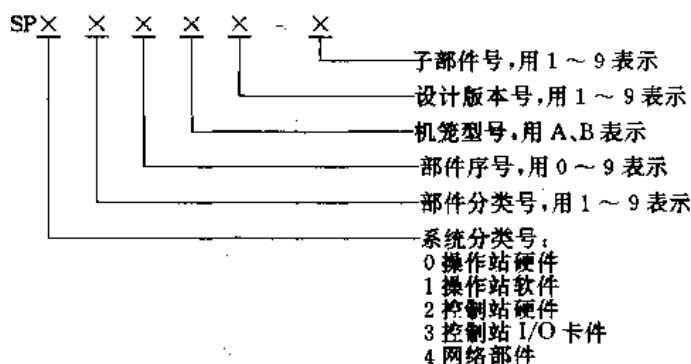 SP× × × × × - ×
子部件号,用1～9表示
设计版本号,用1～9表示
机笼型号,用A、B表示
部件序号,用0～9表示
部件分类号,用1～9表示
系统分类号:
0操作站硬件
1操作站软件
2控制站硬件
3控制站I/O卡件
4网络部件